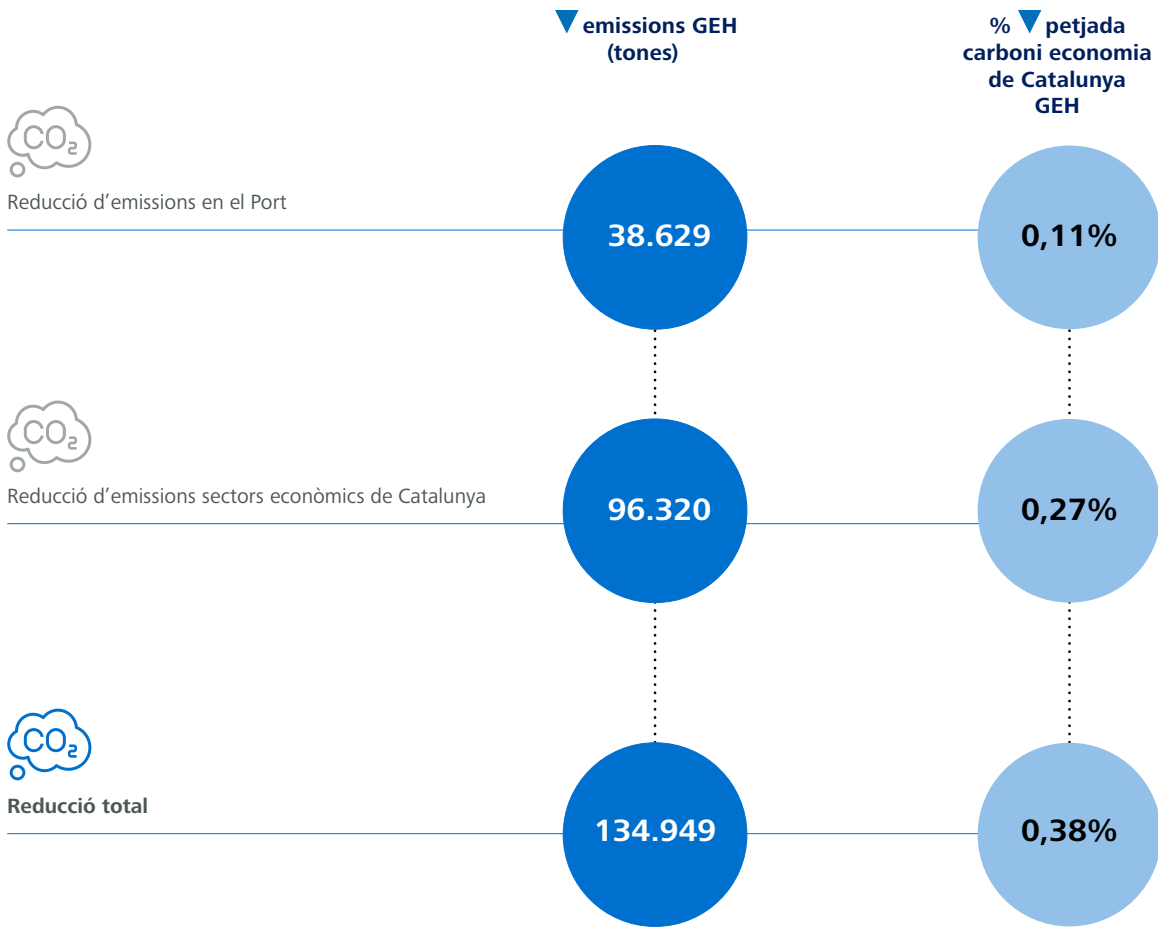 ▼ emissions GEH
(tones)
% ▼ petjada
carboni economia
de Catalunya
GEH
CO₂
Reducció d’emissions en el Port
38.629
0,11%
CO₂
Reducció d’emissions sectors econòmics de Catalunya
96.320
0,27%
CO₂
Reducció total
134.949
0,38%